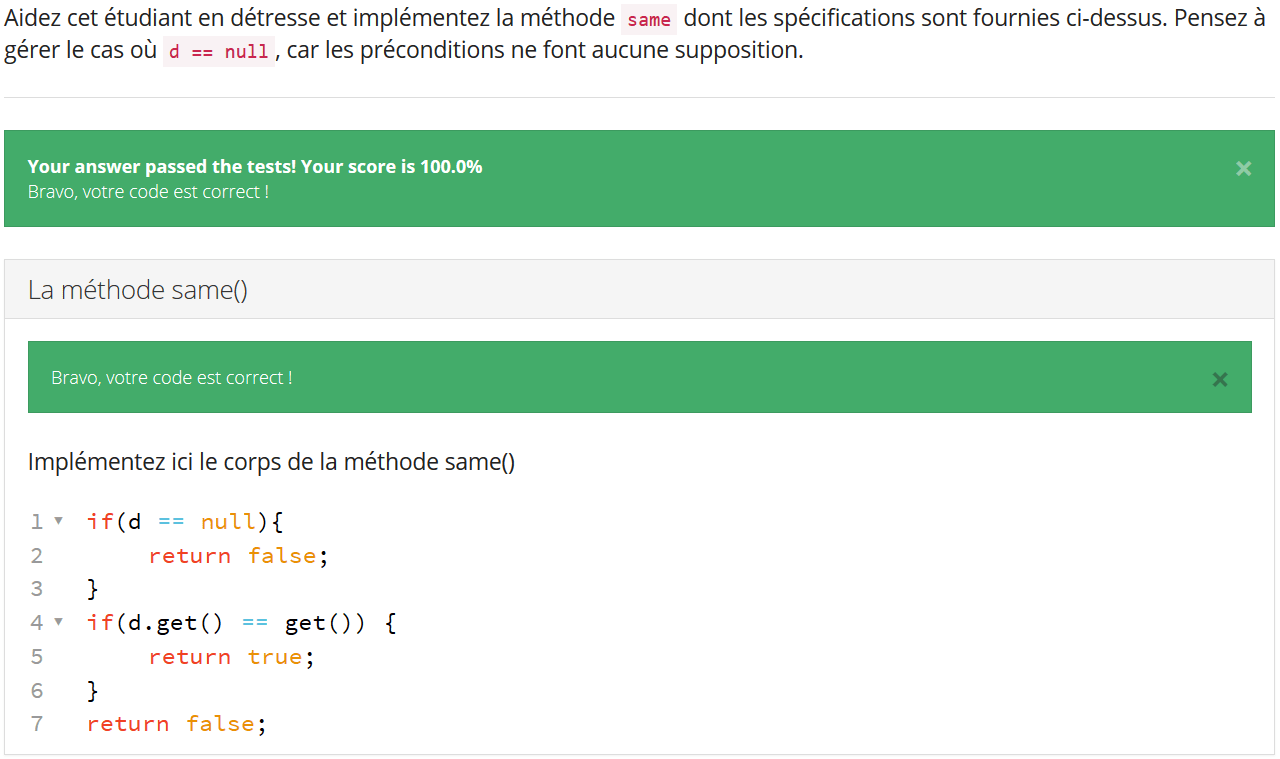 Aidez cet étudiant en détresse et implémentez la méthode same dont les spécifications sont fournies ci-dessus. Pensez à
gérer le cas où d == null, car les préconditions ne font aucune supposition.
Your answer passed the tests! Your score is 100.0%
Bravo, votre code est correct !
La méthode same()
Bravo, votre code est correct !
Implémentez ici le corps de la méthode same()
1 if(d == null){
2 return false;
3 }
4 if(d.get() == get()) {
5 return true;
6 }
7 return false;